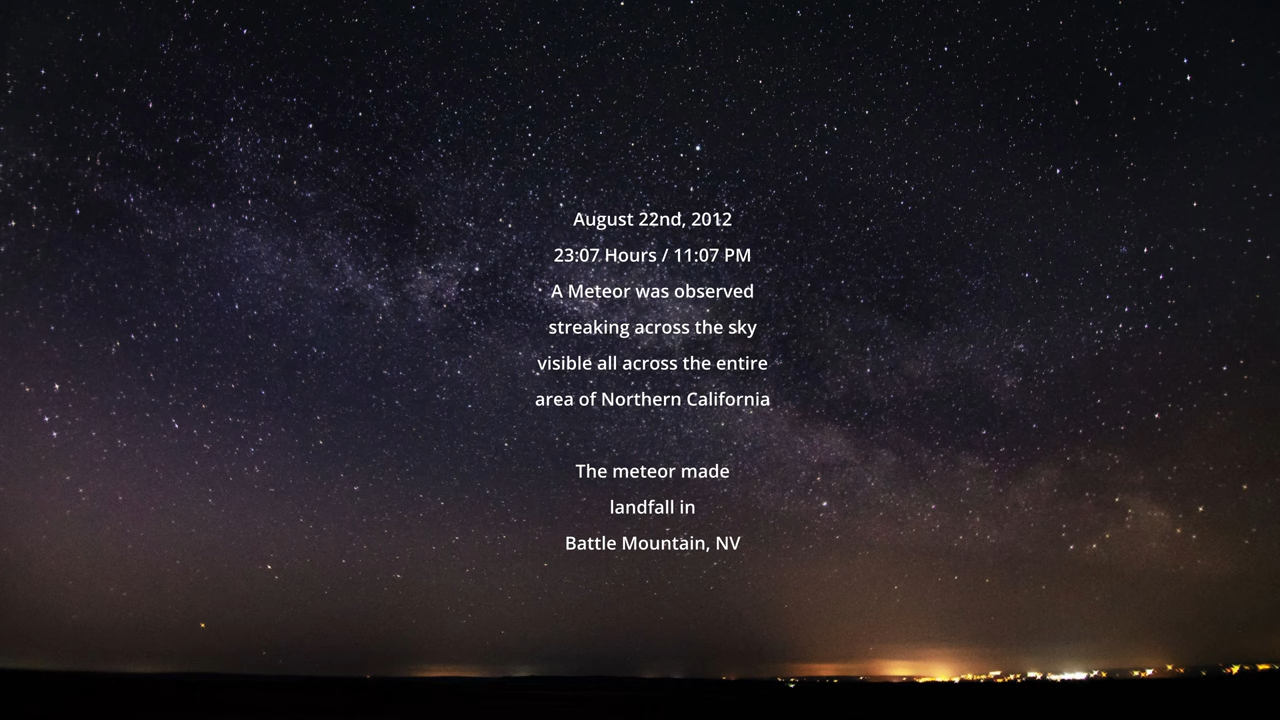 August 22nd, 2012
23:07 Hours / 11:07 PM
A Meteor was observed
streaking across the sky
visible all across the entire
area of Northern California
The meteor made
landfall in
Battle Mountain, NV